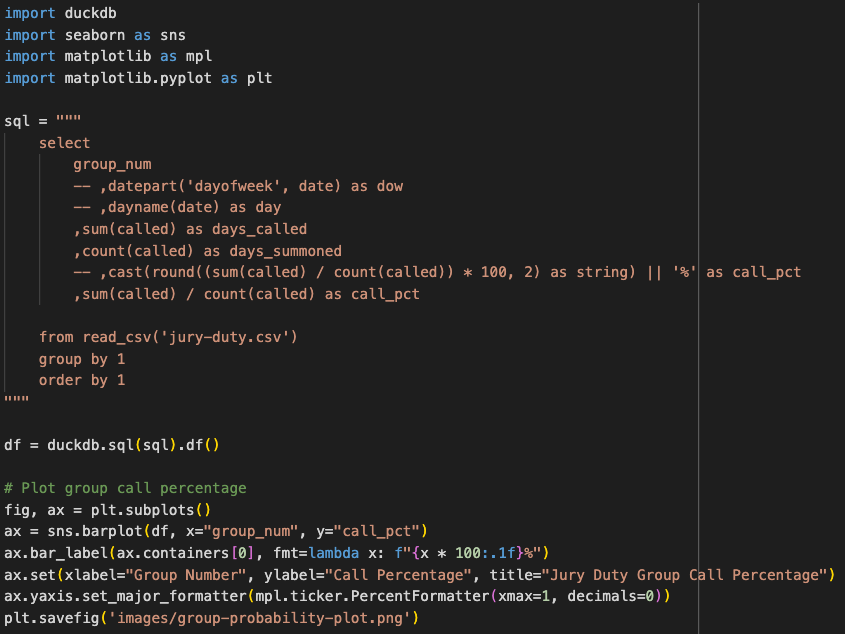 import duckdb
import seaborn as sns
import matplotlib as mpl
import matplotlib.pyplot as plt

sql = """
    select
        group_num
        -- ,datepart('dayofweek', date) as dow
        -- ,dayname(date) as day
        ,sum(called) as days_called
        ,count(called) as days_summoned
        -- ,cast(round((sum(called) / count(called)) * 100, 2) as string) || '%' as call_pct
        ,sum(called) / count(called) as call_pct

    from read_csv('jury-duty.csv')
    group by 1
    order by 1
"""

df = duckdb.sql(sql).df()

# Plot group call percentage
fig, ax = plt.subplots()
ax = sns.barplot(df, x="group_num", y="call_pct")
ax.bar_label(ax.containers[0], fmt=lambda x: f"{x * 100:.1f}%")
ax.set(xlabel="Group Number", ylabel="Call Percentage", title="Jury Duty Group Call Percentage")
ax.yaxis.set_major_formatter(mpl.ticker.PercentFormatter(xmax=1, decimals=0))
plt.savefig('images/group-probability-plot.png')